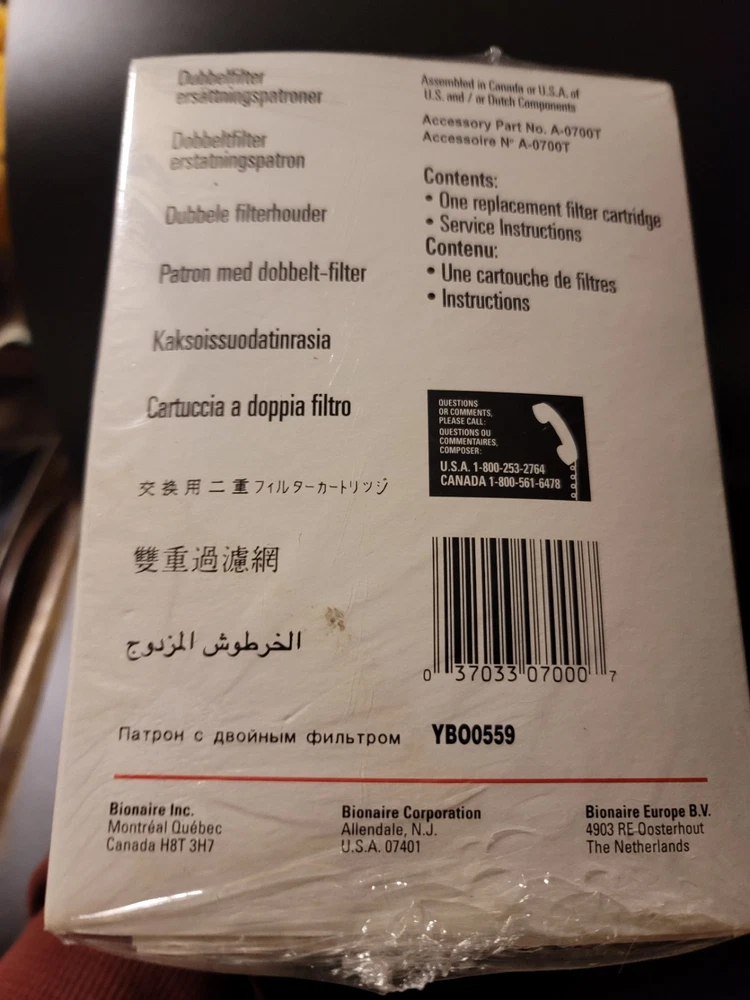 Dubbelfilter
ersättningspatroner
Dobbeltfilter
erstatningspatron
Dubbele filterhouder
Patron med dobbelt-filter
Kaksoissuodatinrasia
Cartuccia a doppia filtro
交換用二重フィルターカートリッジ
雙重過濾網
الخرطوش المزدوج
Патрон с двойным фильтром
Assembled in Canada or U.S.A. of
U.S. and / or Dutch Components
Accessory Part No. A-0700T
Accessoire N° A-0700T
Contents:
• One replacement filter cartridge
• Service Instructions
Contenu:
• Une cartouche de filtres
• Instructions
QUESTIONS
OR COMMENTS,
PLEASE CALL:
QUESTIONS OU
COMMENTAIRES,
COMPOSER:
U.S.A. 1-800-253-2764
CANADA 1-800-561-6478
0 37033 07000 7
YB00559
Bionaire Inc.
Montréal Québec
Canada H8T 3H7
Bionaire Corporation
Allendale, N.J.
U.S.A. 07401
Bionaire Europe B.V.
4903 RE Oosterhout
The Netherlands